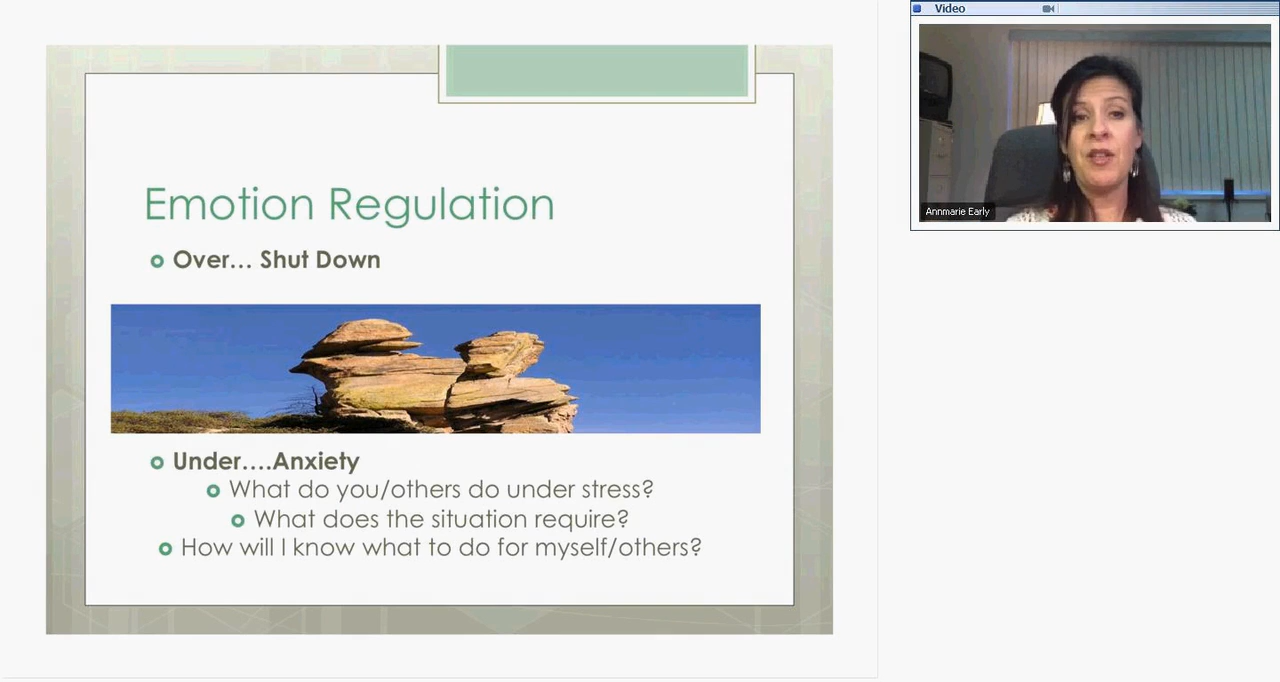 Video
Annmarie Early
Emotion Regulation
Over… Shut Down
Under….Anxiety
What do you/others do under stress?
What does the situation require?
How will I know what to do for myself/others?